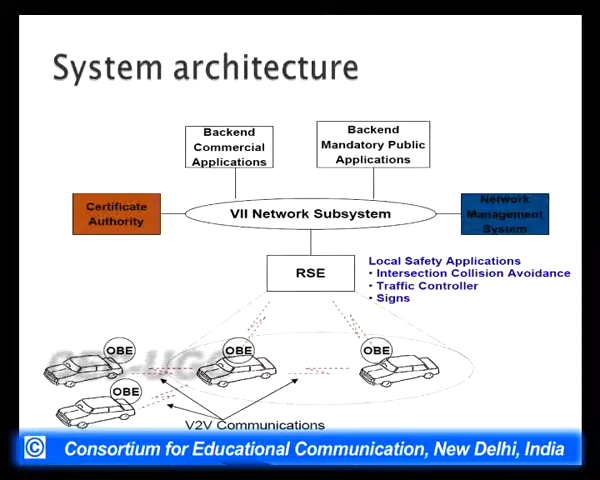 System architecture
Backend
Commercial
Applications
Backend
Mandatory Public
Applications
Certificate
Authority
VII Network Subsystem
Network
Management
System
RSE
Local Safety Applications
• Intersection Collision Avoidance
• Traffic Controller
• Signs
OBE
OBE
OBE
OBE
V2V Communications
© Consortium for Educational Communication, New Delhi, India